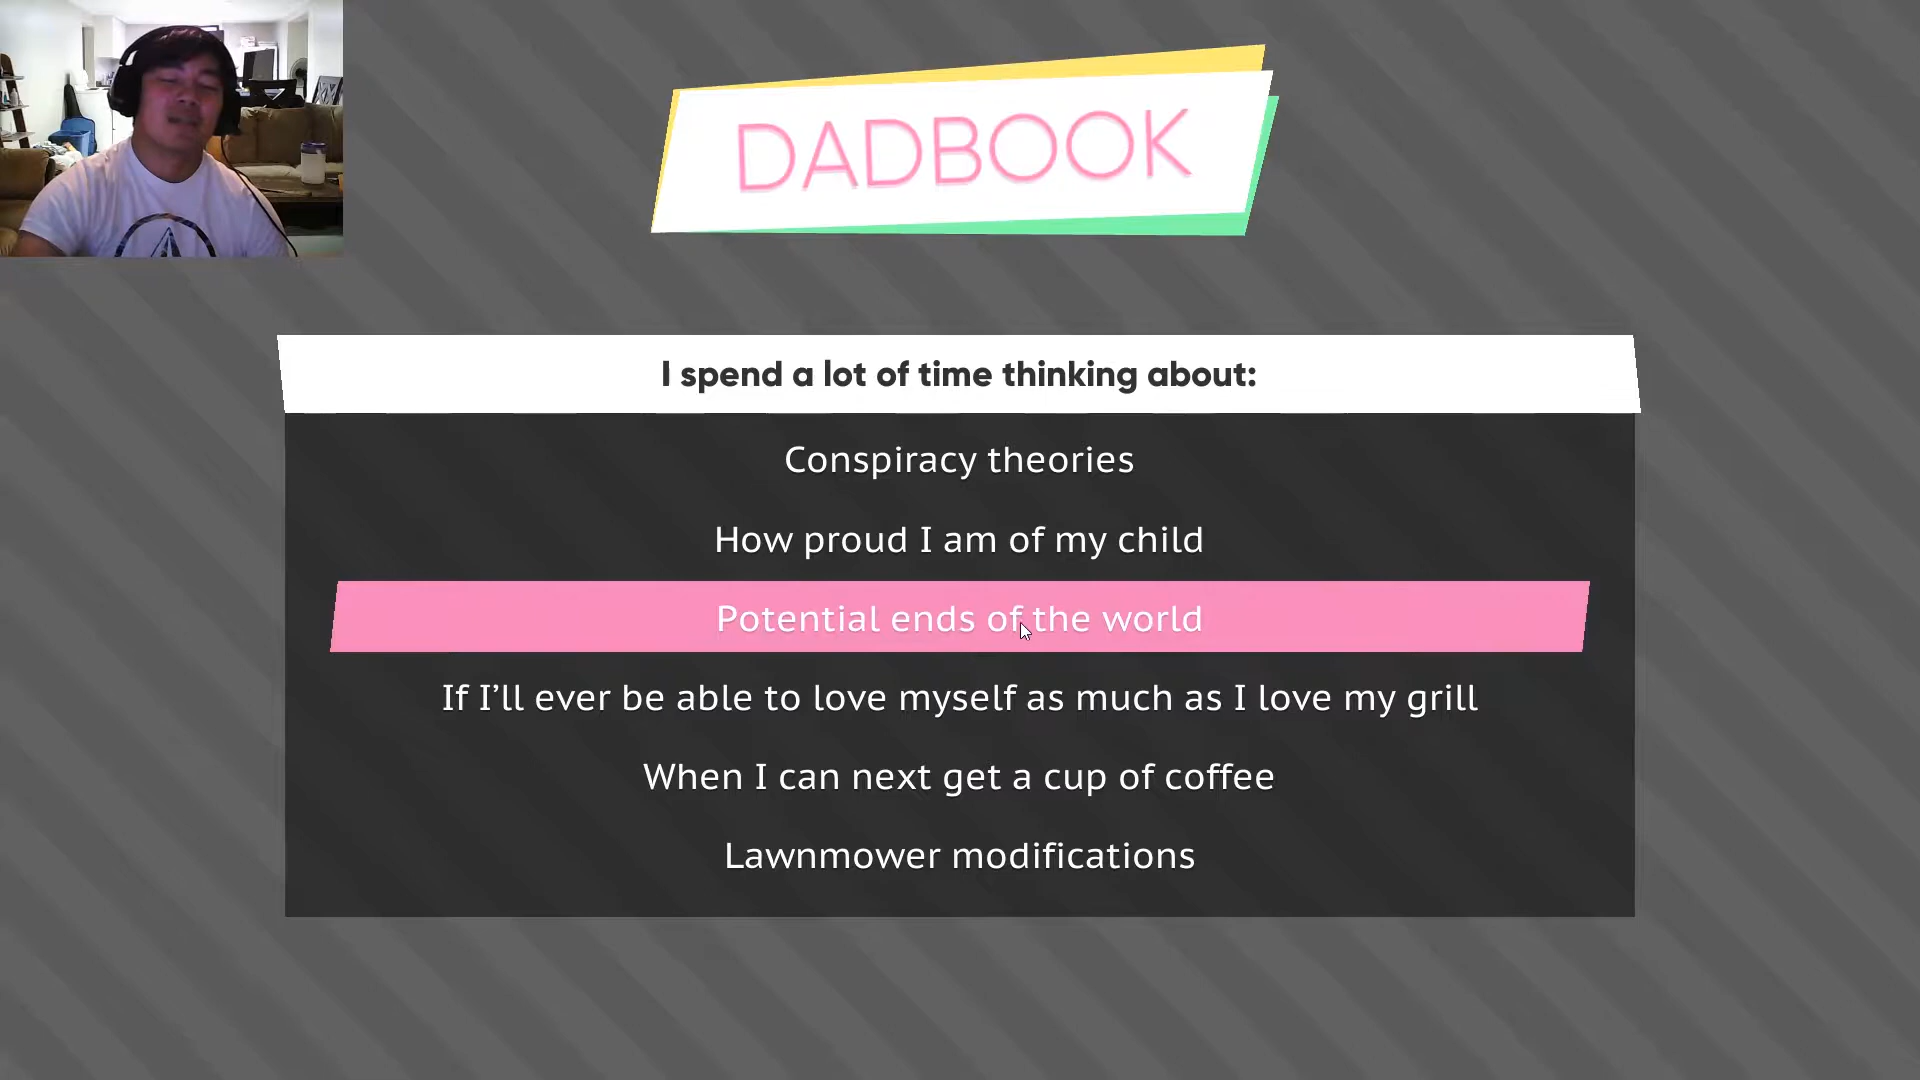 DADBOOK
I spend a lot of time thinking about:
Conspiracy theories
How proud I am of my child
Potential ends of the world
If I’ll ever be able to love myself as much as I love my grill
When I can next get a cup of coffee
Lawnmower modifications